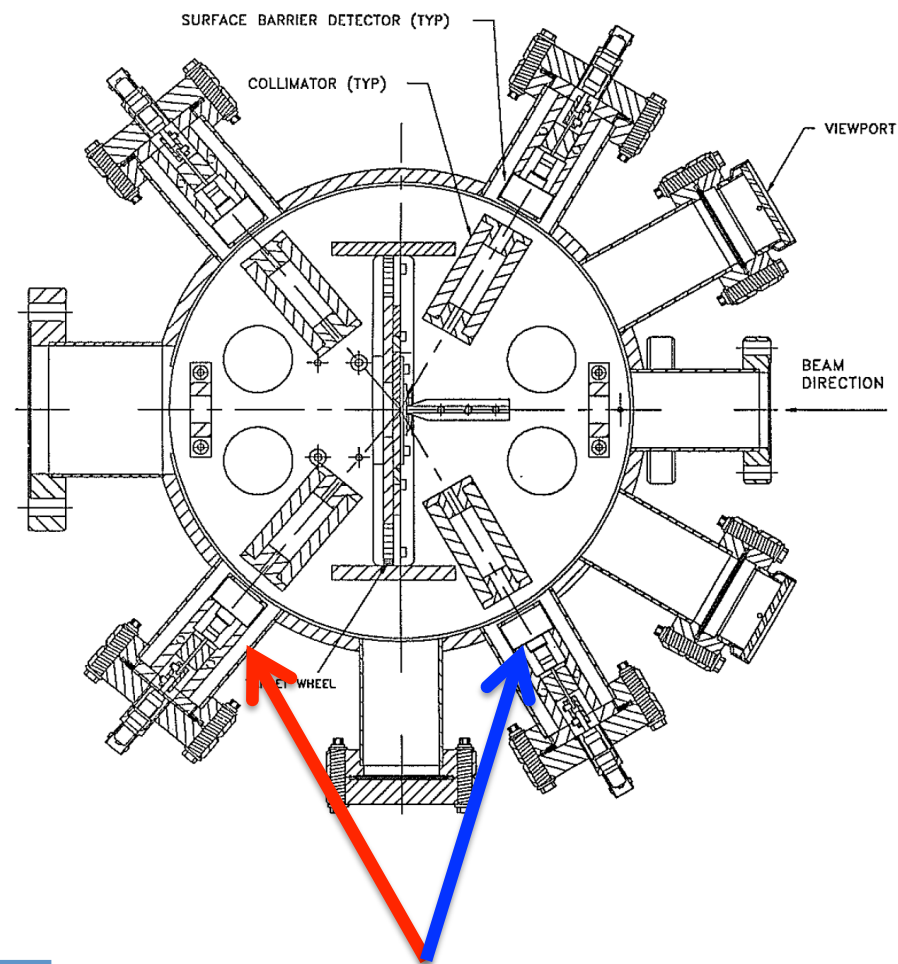 SURFACE BARRIER DETECTOR (TYP)
COLLIMATOR (TYP)
VIEWPORT
BEAM
DIRECTION
WHEEL